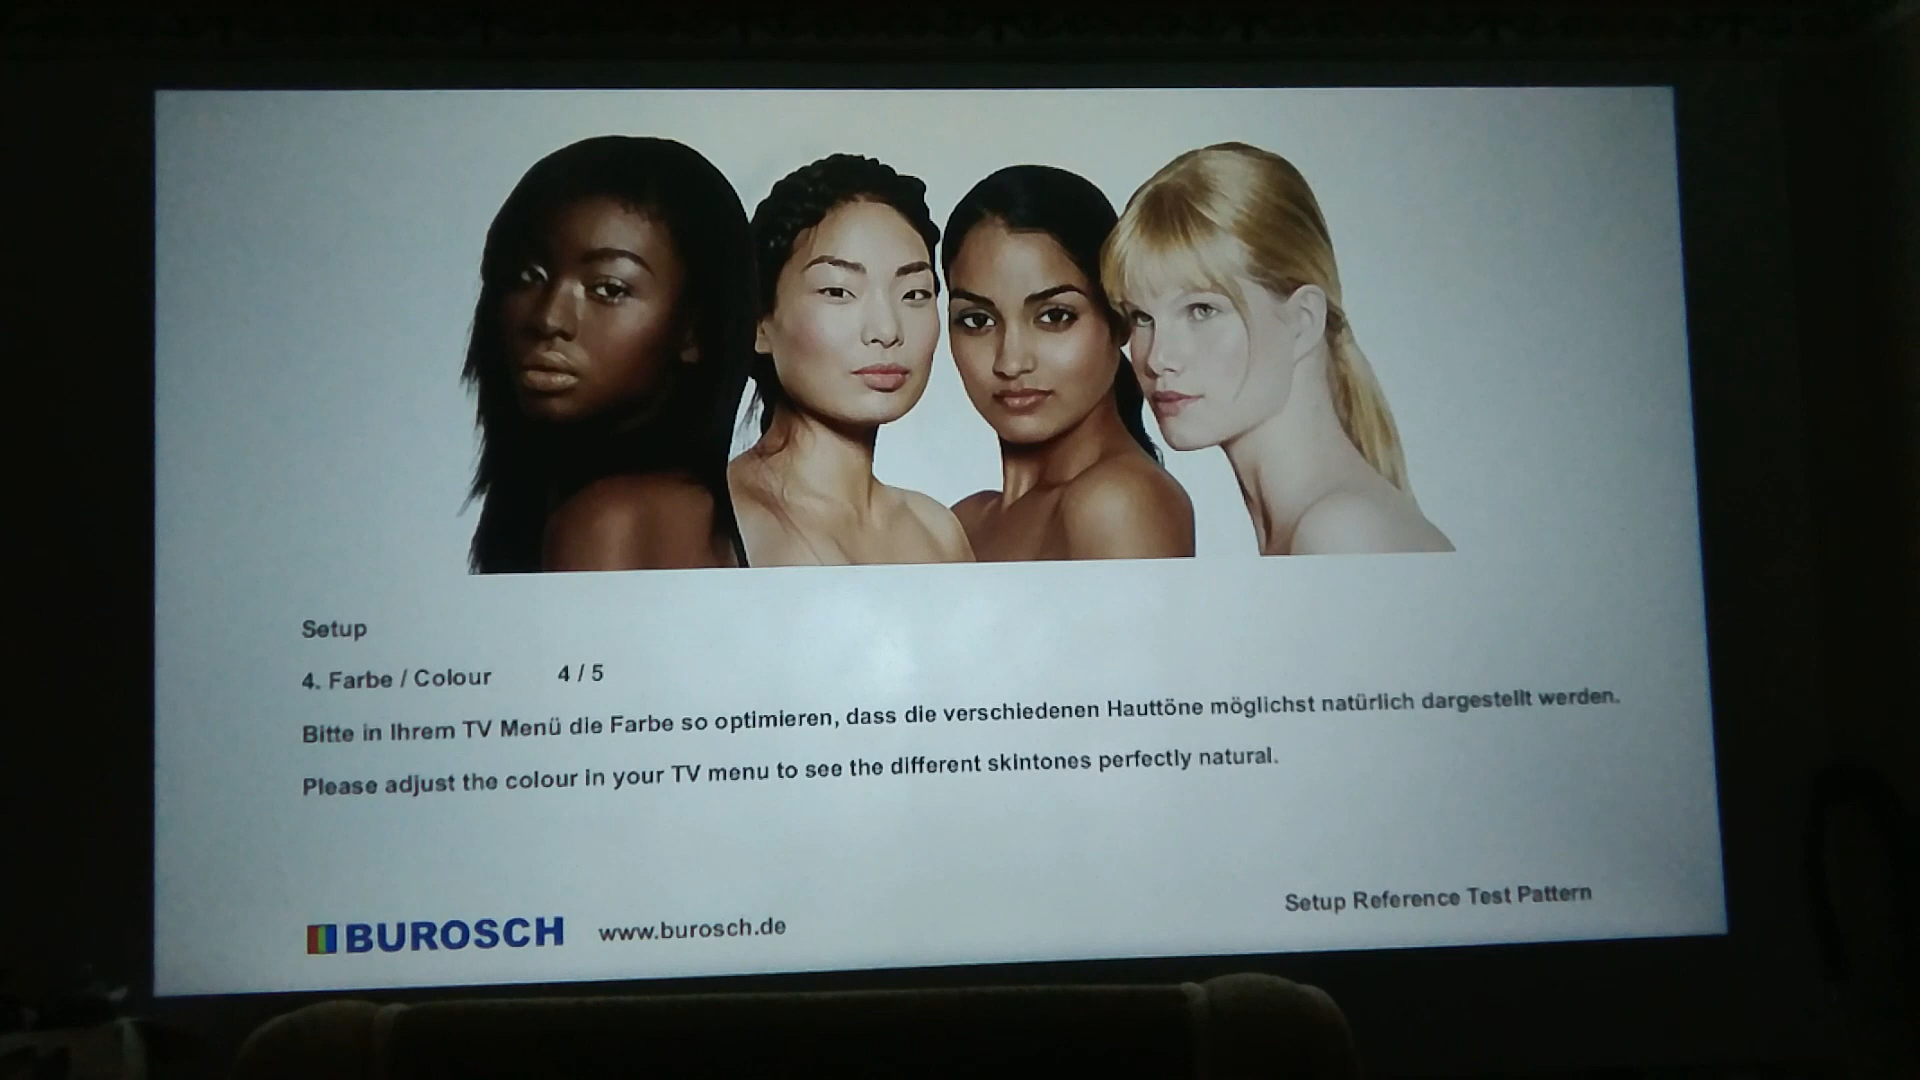 Setup
4. Farbe / Colour 4 / 5
Bitte in Ihrem TV Menü die Farbe so optimieren, dass die verschiedenen Hauttöne möglichst natürlich dargestellt werden.
Please adjust the colour in your TV menu to see the different skintones perfectly natural.
BUROSCH www.burosch.de
Setup Reference Test Pattern